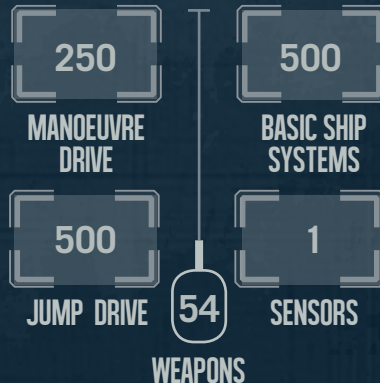 250
MANOEUVRE
DRIVE
500
BASIC SHIP
SYSTEMS
500
JUMP DRIVE
54
WEAPONS
1
SENSORS